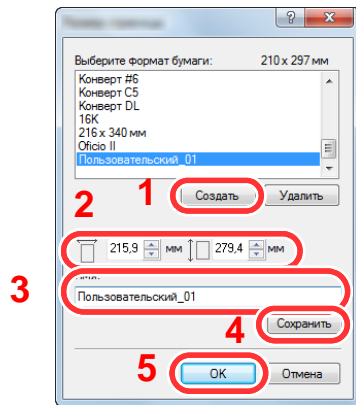 Выберите формат бумаги: 210 x 297 мм
Конверт #6
Конверт C5
Конверт DL
16K
216 x 340 мм
Oficio II
Пользовательский_01
1 Создать Удалить
2
215,9 мм 279,4 мм
3
Пользовательский_01
4 Сохранить
5 OK Отмена